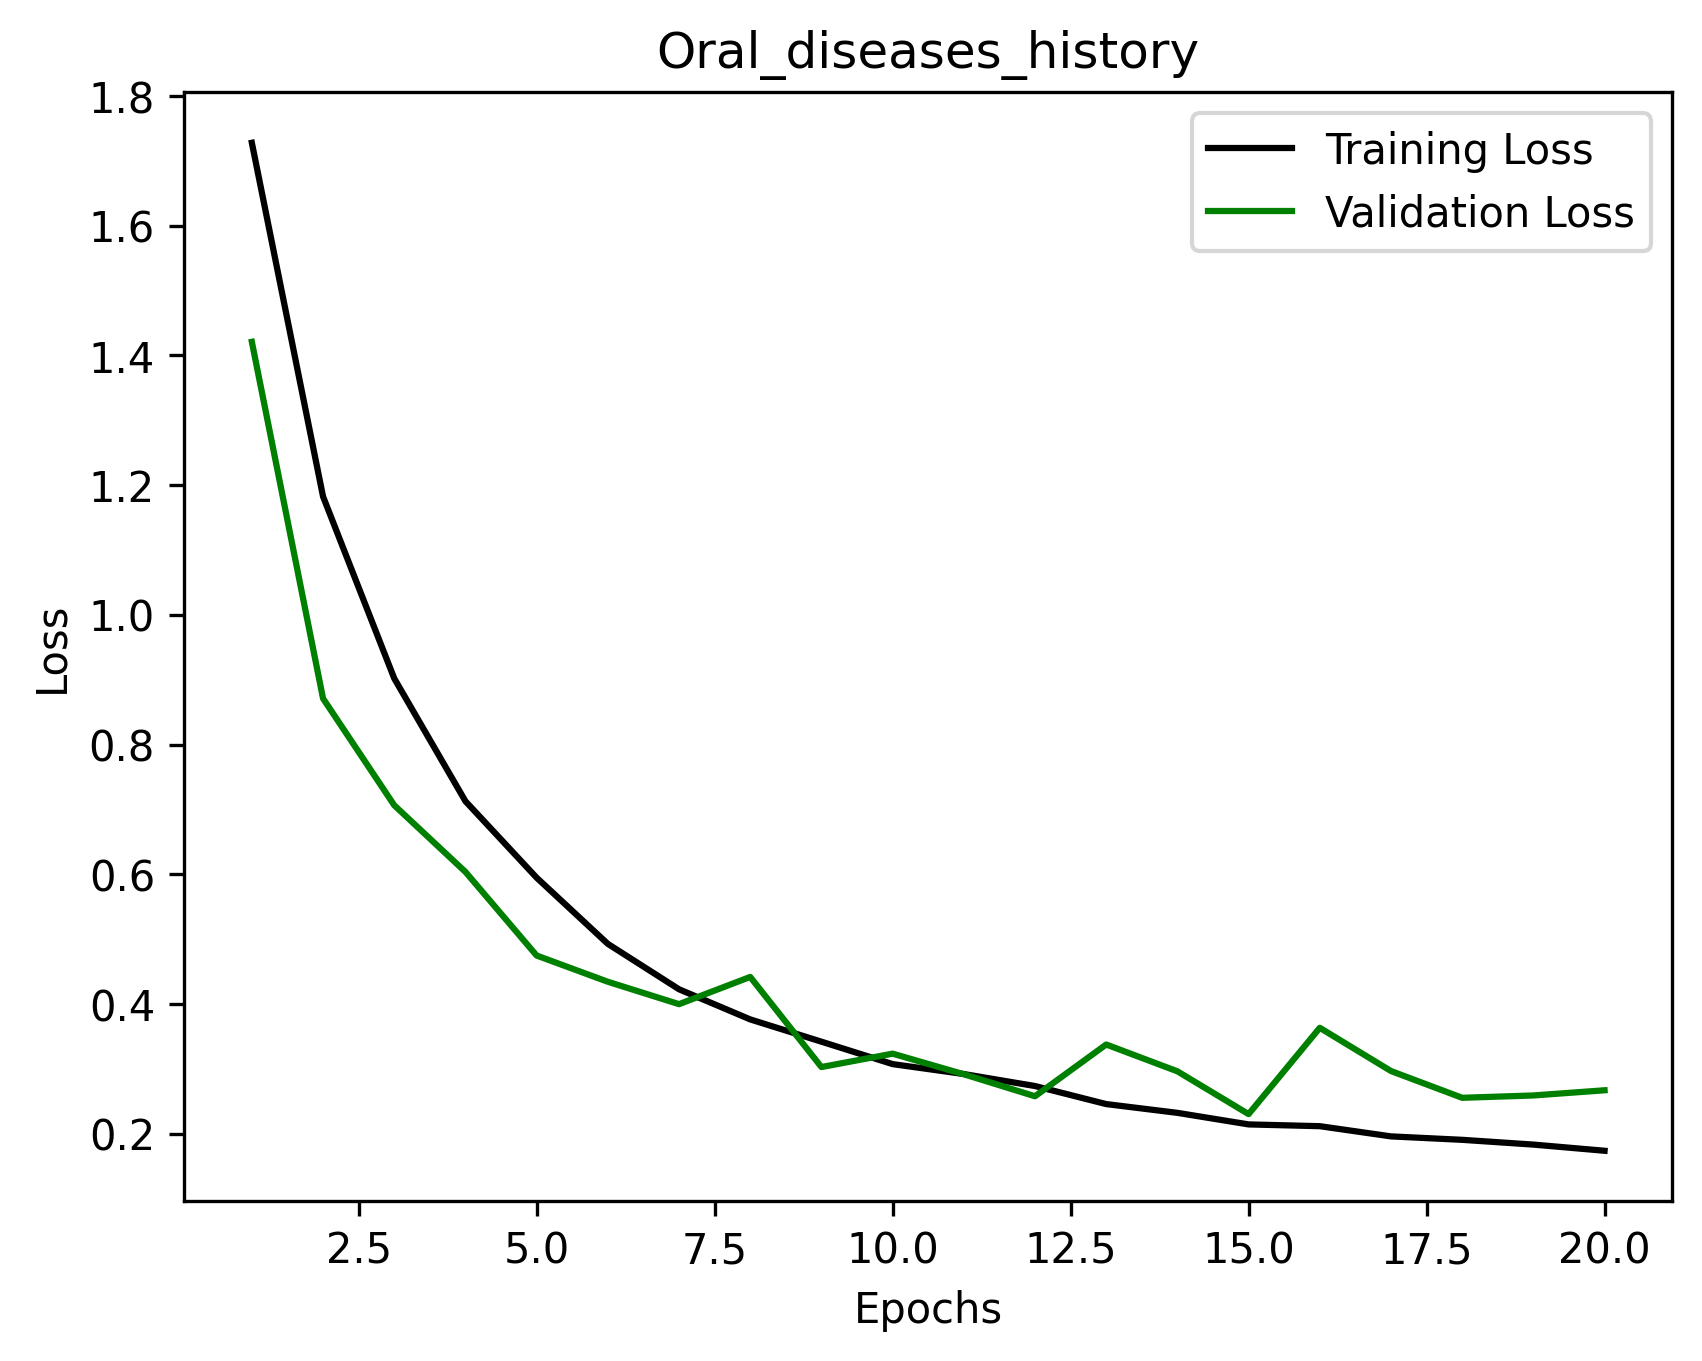 Oral_diseases_history
Training Loss
Validation Loss
1.8
1.6
1.4
1.2
1.0
0.8
0.6
0.4
0.2
Loss
2.5 5.0 7.5 10.0 12.5 15.0 17.5 20.0
Epochs